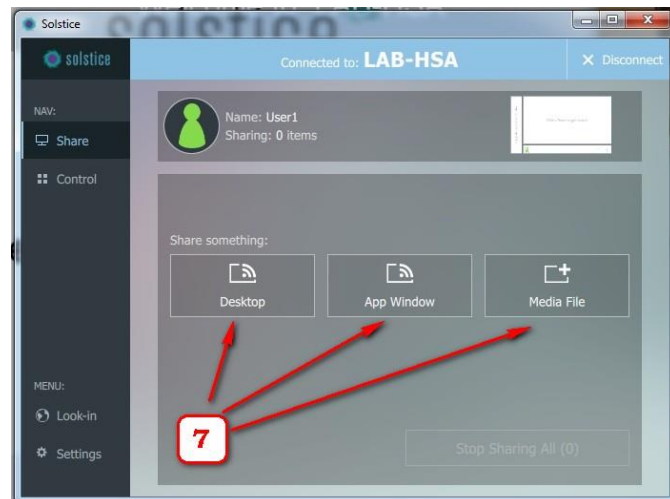 Solstice
solstice
Connected to: LAB-HSA
Disconnect
NAV:
Share
Control
Name: User1
Sharing: 0 items
Share something:
Desktop
App Window
Media File
7
MENU:
Look-in
Settings
Stop Sharing All (0)